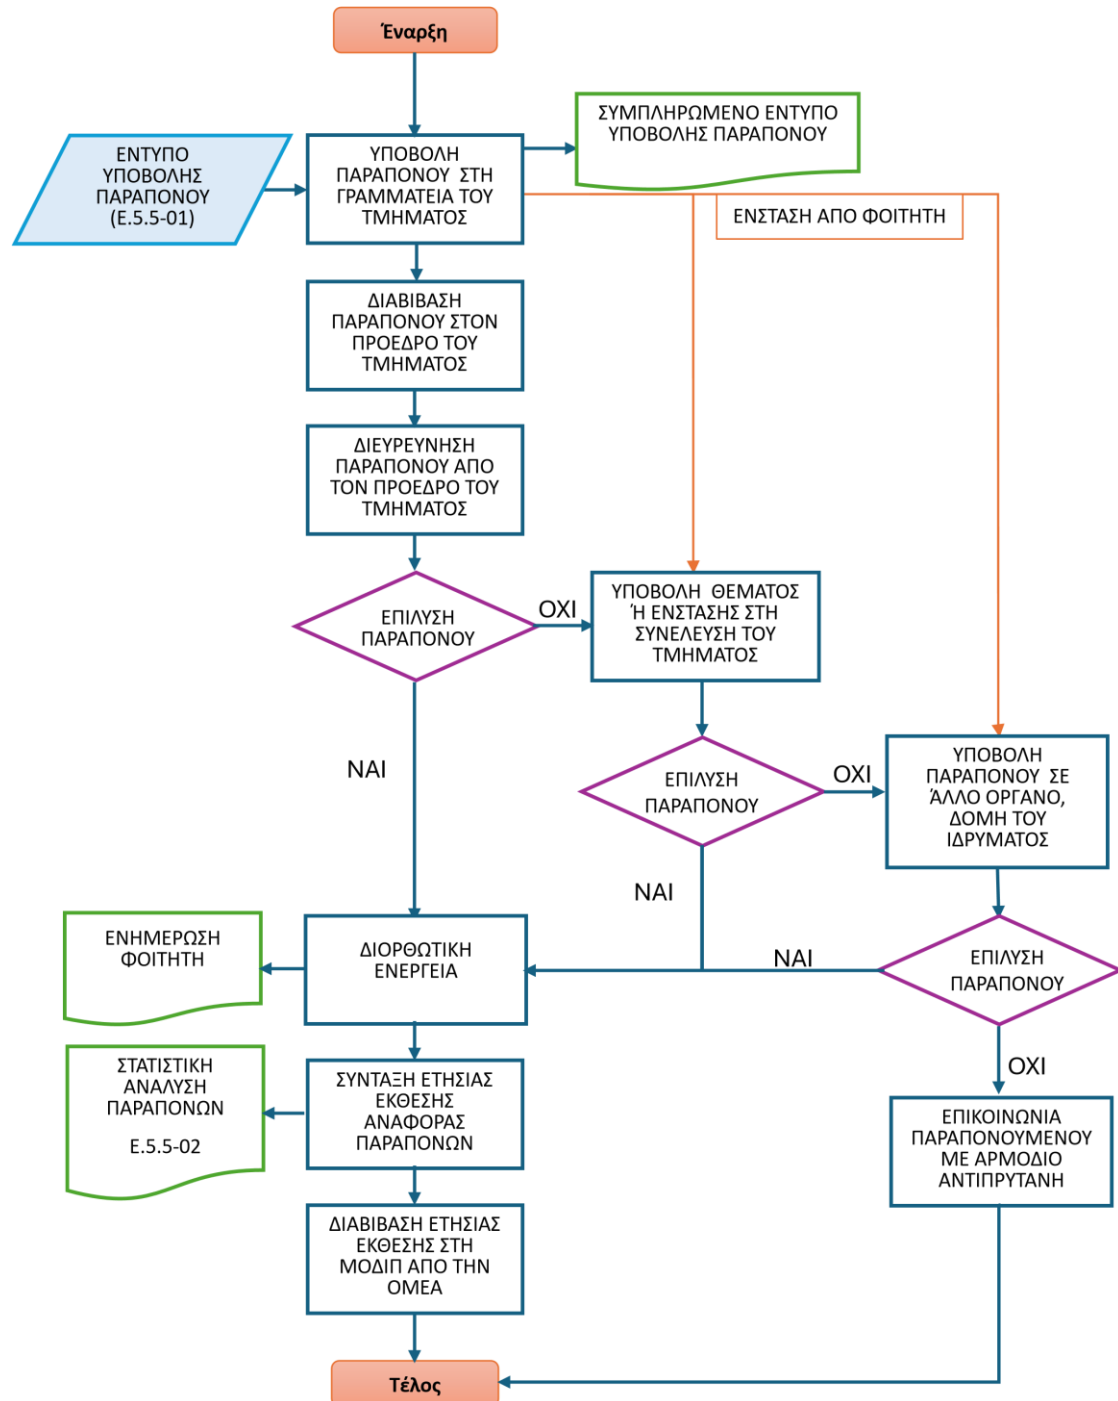 Έναρξη
ΣΥΜΠΛΗΡΩΜΕΝΟ ΕΝΤΥΠΟ
ΥΠΟΒΟΛΗΣ ΠΑΡΑΠΟΝΟΥ
ΕΝΤΥΠΟ
ΥΠΟΒΟΛΗΣ
ΠΑΡΑΠΟΝΟΥ
(Ε.5.5-01)
ΥΠΟΒΟΛΗ
ΠΑΡΑΠΟΝΟΥ ΣΤΗ
ΓΡΑΜΜΑΤΕΙΑ ΤΟΥ
ΤΜΗΜΑΤΟΣ
ΕΝΣΤΑΣΗ ΑΠΟ ΦΟΙΤΗΤΗ
ΔΙΑΒΙΒΑΣΗ
ΠΑΡΑΠΟΝΟΥ ΣΤΟΝ
ΠΡΟΕΔΡΟ ΤΟΥ
ΤΜΗΜΑΤΟΣ
ΔΙΕΥΡΕΥΝΗΣΗ
ΠΑΡΑΠΟΝΟΥ ΑΠΟ
ΤΟΝ ΠΡΟΕΔΡΟ ΤΟΥ
ΤΜΗΜΑΤΟΣ
ΕΠΙΛΥΣΗ
ΠΑΡΑΠΟΝΟΥ
ΟΧΙ
ΥΠΟΒΟΛΗ ΘΕΜΑΤΟΣ
Ή ΕΝΣΤΑΣΗΣ ΣΤΗ
ΣΥΝΕΛΕΥΣΗ ΤΟΥ
ΤΜΗΜΑΤΟΣ
ΝΑΙ
ΕΠΙΛΥΣΗ
ΠΑΡΑΠΟΝΟΥ
ΟΧΙ
ΥΠΟΒΟΛΗ
ΠΑΡΑΠΟΝΟΥ ΣΕ
ΆΛΛΟ ΟΡΓΑΝΟ,
ΔΟΜΗ ΤΟΥ
ΙΔΡΥΜΑΤΟΣ
ΝΑΙ
ΕΝΗΜΕΡΩΣΗ
ΦΟΙΤΗΤΗ
ΔΙΟΡΘΩΤΙΚΗ
ΕΝΕΡΓΕΙΑ
ΝΑΙ
ΕΠΙΛΥΣΗ
ΠΑΡΑΠΟΝΟΥ
ΟΧΙ
ΣΤΑΤΙΣΤΙΚΗ
ΑΝΑΛΥΣΗ
ΠΑΡΑΠΟΝΩΝ
Ε.5.5-02
ΣΥΝΤΑΞΗ ΕΤΗΣΙΑΣ
ΕΚΘΕΣΗΣ
ΑΝΑΦΟΡΑΣ
ΠΑΡΑΠΟΝΩΝ
ΕΠΙΚΟΙΝΩΝΙΑ
ΠΑΡΑΠΟΝΟΥΜΕΝΟΥ
ΜΕ ΑΡΜΟΔΙΟ
ΑΝΤΙΠΡΥΤΑΝΗ
ΔΙΑΒΙΒΑΣΗ ΕΤΗΣΙΑΣ
ΕΚΘΕΣΗΣ ΣΤΗ
ΜΟΔΙΠ ΑΠΟ ΤΗΝ
ΟΜΕΑ
Τέλος